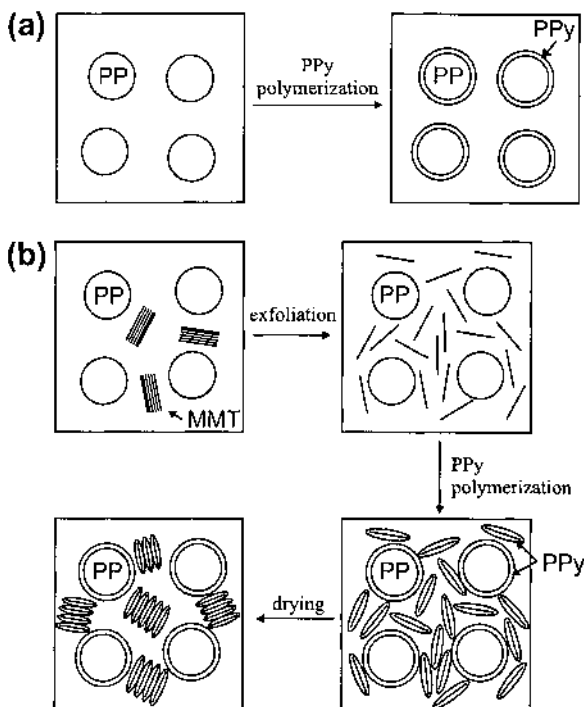 (a)
PP
PPy
polymerization
PPy
PP
(b)
PP
MMT
exfoliation
PP
PPy
polymerization
PP
PPy
drying
PP